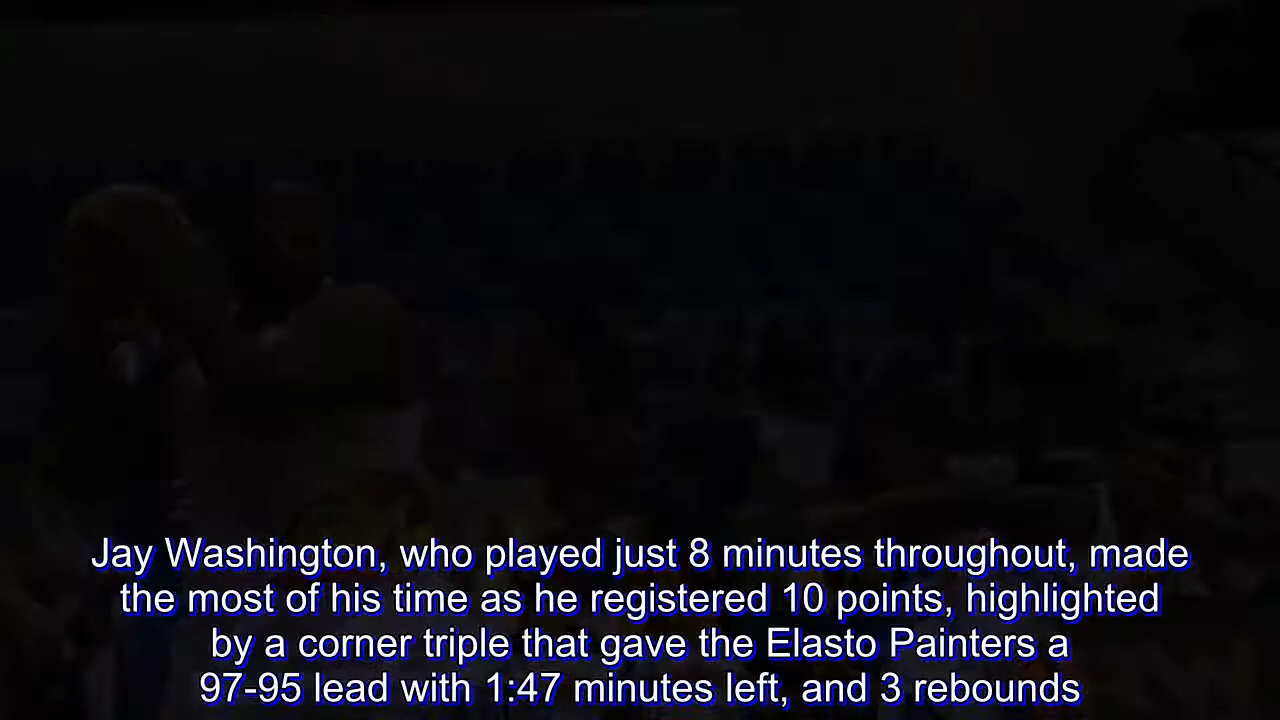 Jay Washington, who played just 8 minutes throughout, made
the most of his time as he registered 10 points, highlighted
by a corner triple that gave the Elasto Painters a
97-95 lead with 1:47 minutes left, and 3 rebounds